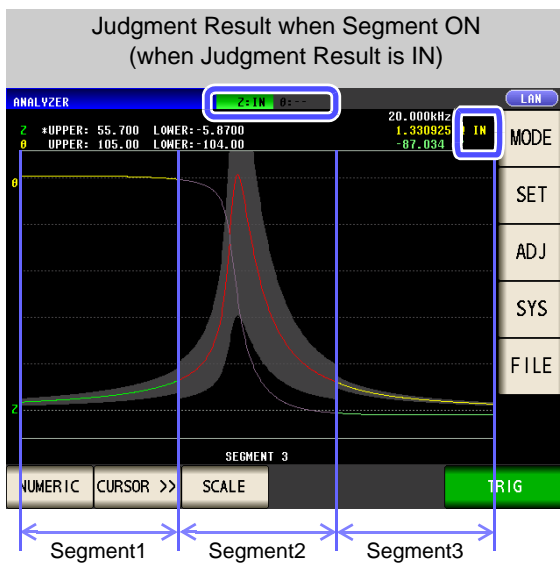 Judgment Result when Segment ON
(when Judgment Result is IN)
ANALYZER Z:IN θ:-- LAN
20.000kHz
Z *UPPER: 55.700 LOWER:-5.8700 1.330925 IN
θ UPPER: 105.00 LOWER:-104.00 -87.034
MODE
θ
SET
ADJ
SYS
FILE
Z
SEGMENT 3
NUMERIC CURSOR >> SCALE TRIG
Segment1 Segment2 Segment3